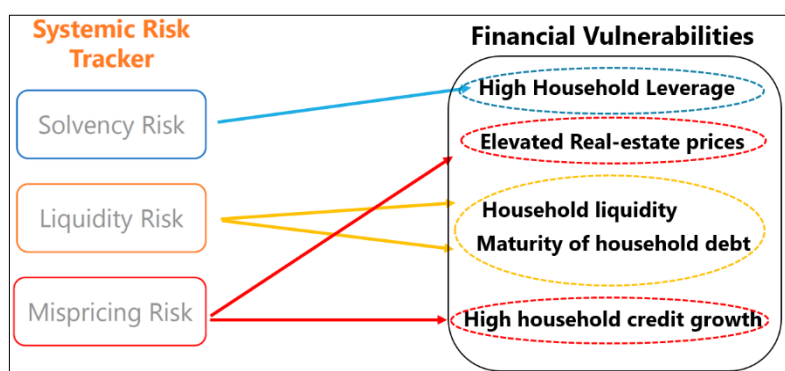 Systemic Risk
Tracker
Solvency Risk
Liquidity Risk
Mispricing Risk
Financial Vulnerabilities
High Household Leverage
Elevated Real-estate prices
Household liquidity
Maturity of household debt
High household credit growth